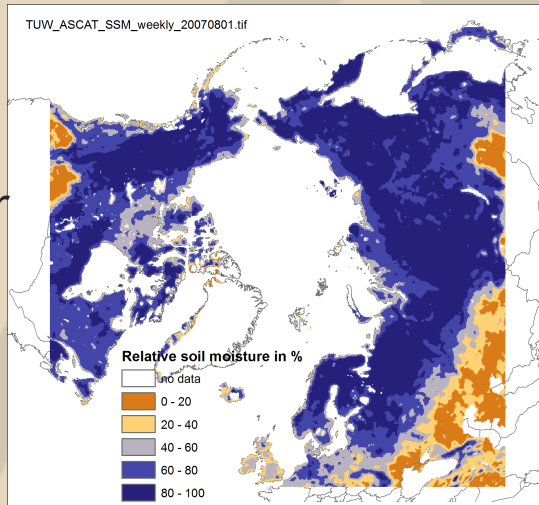 TUW_ASCAT_SSM_weekly_20070801.tif
Relative soil moisture in %
no data
0 - 20
20 - 40
40 - 60
60 - 80
80 - 100